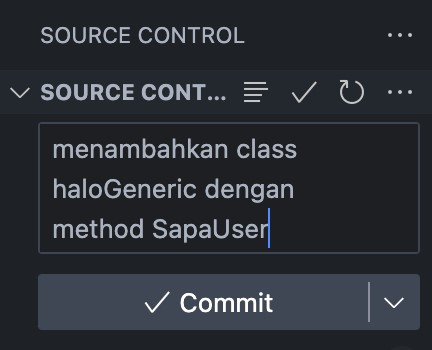 SOURCE CONTROL
SOURCE CONT...
menambahkan class
haloGeneric dengan
method SapaUser
Commit